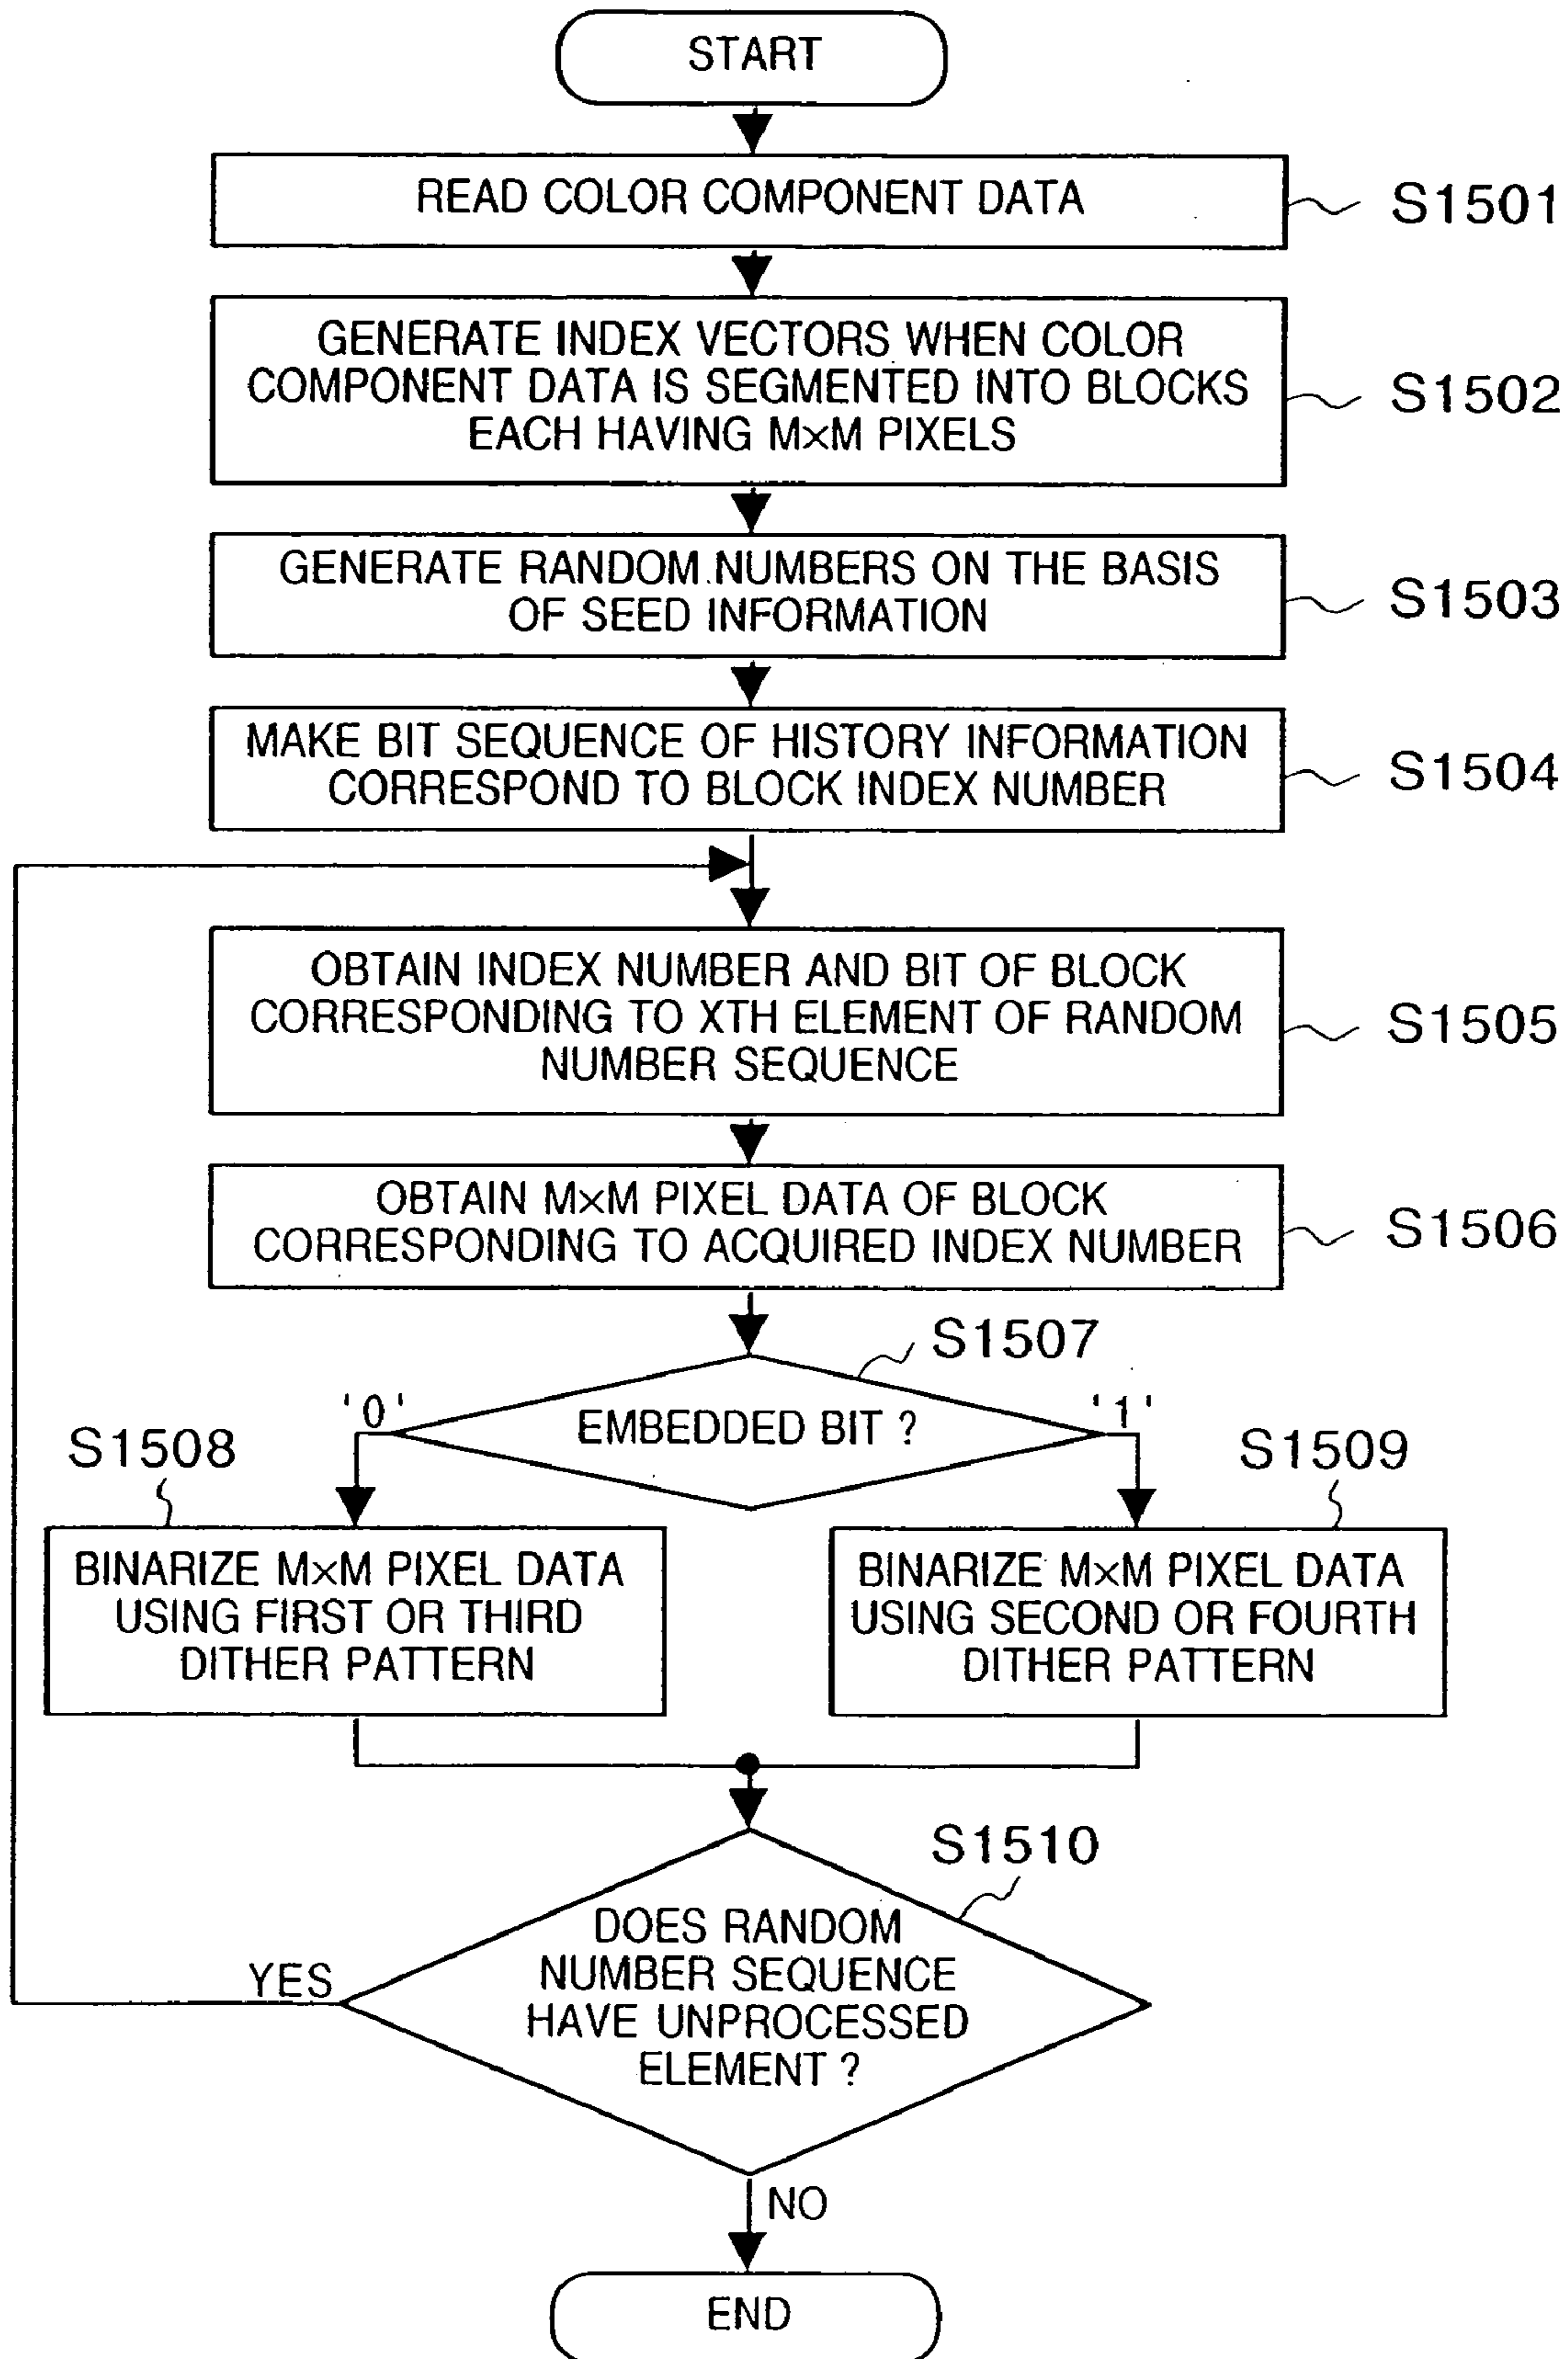 START
READ COLOR COMPONENT DATA
S1501
GENERATE INDEX VECTORS WHEN COLOR
COMPONENT DATA IS SEGMENTED INTO BLOCKS
EACH HAVING M×M PIXELS
S1502
GENERATE RANDOM NUMBERS ON THE BASIS
OF SEED INFORMATION
S1503
MAKE BIT SEQUENCE OF HISTORY INFORMATION
CORRESPOND TO BLOCK INDEX NUMBER
S1504
OBTAIN INDEX NUMBER AND BIT OF BLOCK
CORRESPONDING TO XTH ELEMENT OF RANDOM
NUMBER SEQUENCE
S1505
OBTAIN M×M PIXEL DATA OF BLOCK
CORRESPONDING TO ACQUIRED INDEX NUMBER
S1506
S1507
'0'
EMBEDDED BIT ?
'1'
S1508
S1509
BINARIZE M×M PIXEL DATA
USING FIRST OR THIRD
DITHER PATTERN
BINARIZE M×M PIXEL DATA
USING SECOND OR FOURTH
DITHER PATTERN
S1510
DOES RANDOM
NUMBER SEQUENCE
HAVE UNPROCESSED
ELEMENT ?
YES
NO
END